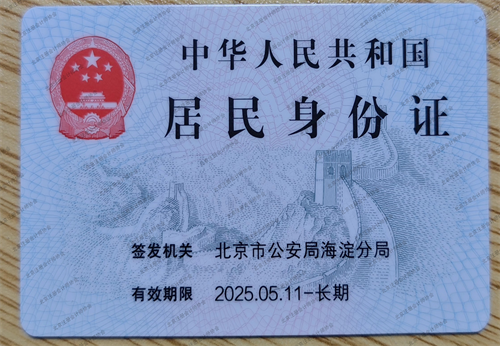 中华人民共和国
居民身份证
签发机关 北京市公安局海淀分局
有效期限 2025.05.11-长期